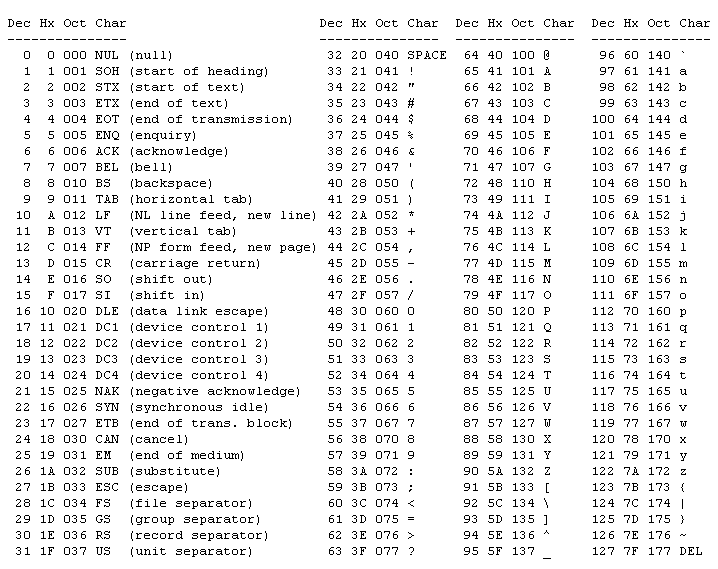 Dec Hx Oct Char Dec Hx Oct Char Dec Hx Oct Char Dec Hx Oct Char
0 0 000 NUL (null) 32 20 040 SPACE 64 40 100 @ 96 60 140 `
1 1 001 SOH (start of heading) 33 21 041 ! 65 41 101 A 97 61 141 a
2 2 002 STX (start of text) 34 22 042 " 66 42 102 B 98 62 142 b
3 3 003 ETX (end of text) 35 23 043 # 67 43 103 C 99 63 143 c
4 4 004 EOT (end of transmission) 36 24 044 $ 68 44 104 D 100 64 144 d
5 5 005 ENQ (enquiry) 37 25 045 % 69 45 105 E 101 65 145 e
6 6 006 ACK (acknowledge) 38 26 046 & 70 46 106 F 102 66 146 f
7 7 007 BEL (bell) 39 27 047 ' 71 47 107 G 103 67 147 g
8 8 010 BS (backspace) 40 28 050 ( 72 48 110 H 104 68 150 h
9 9 011 TAB (horizontal tab) 41 29 051 ) 73 49 111 I 105 69 151 i
10 A 012 LF (NL line feed, new line) 42 2A 052 * 74 4A 112 J 106 6A 152 j
11 B 013 VT (vertical tab) 43 2B 053 + 75 4B 113 K 107 6B 153 k
12 C 014 FF (NP form feed, new page) 44 2C 054 , 76 4C 114 L 108 6C 154 l
13 D 015 CR (carriage return) 45 2D 055 - 77 4D 115 M 109 6D 155 m
14 E 016 SO (shift out) 46 2E 056 . 78 4E 116 N 110 6E 156 n
15 F 017 SI (shift in) 47 2F 057 / 79 4F 117 O 111 6F 157 o
16 10 020 DLE (data link escape) 48 30 060 0 80 50 120 P 112 70 160 p
17 11 021 DC1 (device control 1) 49 31 061 1 81 51 121 Q 113 71 161 q
18 12 022 DC2 (device control 2) 50 32 062 2 82 52 122 R 114 72 162 r
19 13 023 DC3 (device control 3) 51 33 063 3 83 53 123 S 115 73 163 s
20 14 024 DC4 (device control 4) 52 34 064 4 84 54 124 T 116 74 164 t
21 15 025 NAK (negative acknowledge) 53 35 065 5 85 55 125 U 117 75 165 u
22 16 026 SYN (synchronous idle) 54 36 066 6 86 56 126 V 118 76 166 v
23 17 027 ETB (end of trans. block) 55 37 067 7 87 57 127 W 119 77 167 w
24 18 030 CAN (cancel) 56 38 070 8 88 58 130 X 120 78 170 x
25 19 031 EM (end of medium) 57 39 071 9 89 59 131 Y 121 79 171 y
26 1A 032 SUB (substitute) 58 3A 072 : 90 5A 132 Z 122 7A 172 z
27 1B 033 ESC (escape) 59 3B 073 ; 91 5B 133 [ 123 7B 173 {
28 1C 034 FS (file separator) 60 3C 074 < 92 5C 134 \ 124 7C 174 |
29 1D 035 GS (group separator) 61 3D 075 = 93 5D 135 ] 125 7D 175 }
30 1E 036 RS (record separator) 62 3E 076 > 94 5E 136 ^ 126 7E 176 ~
31 1F 037 US (unit separator) 63 3F 077 ? 95 5F 137 _ 127 7F 177 DEL